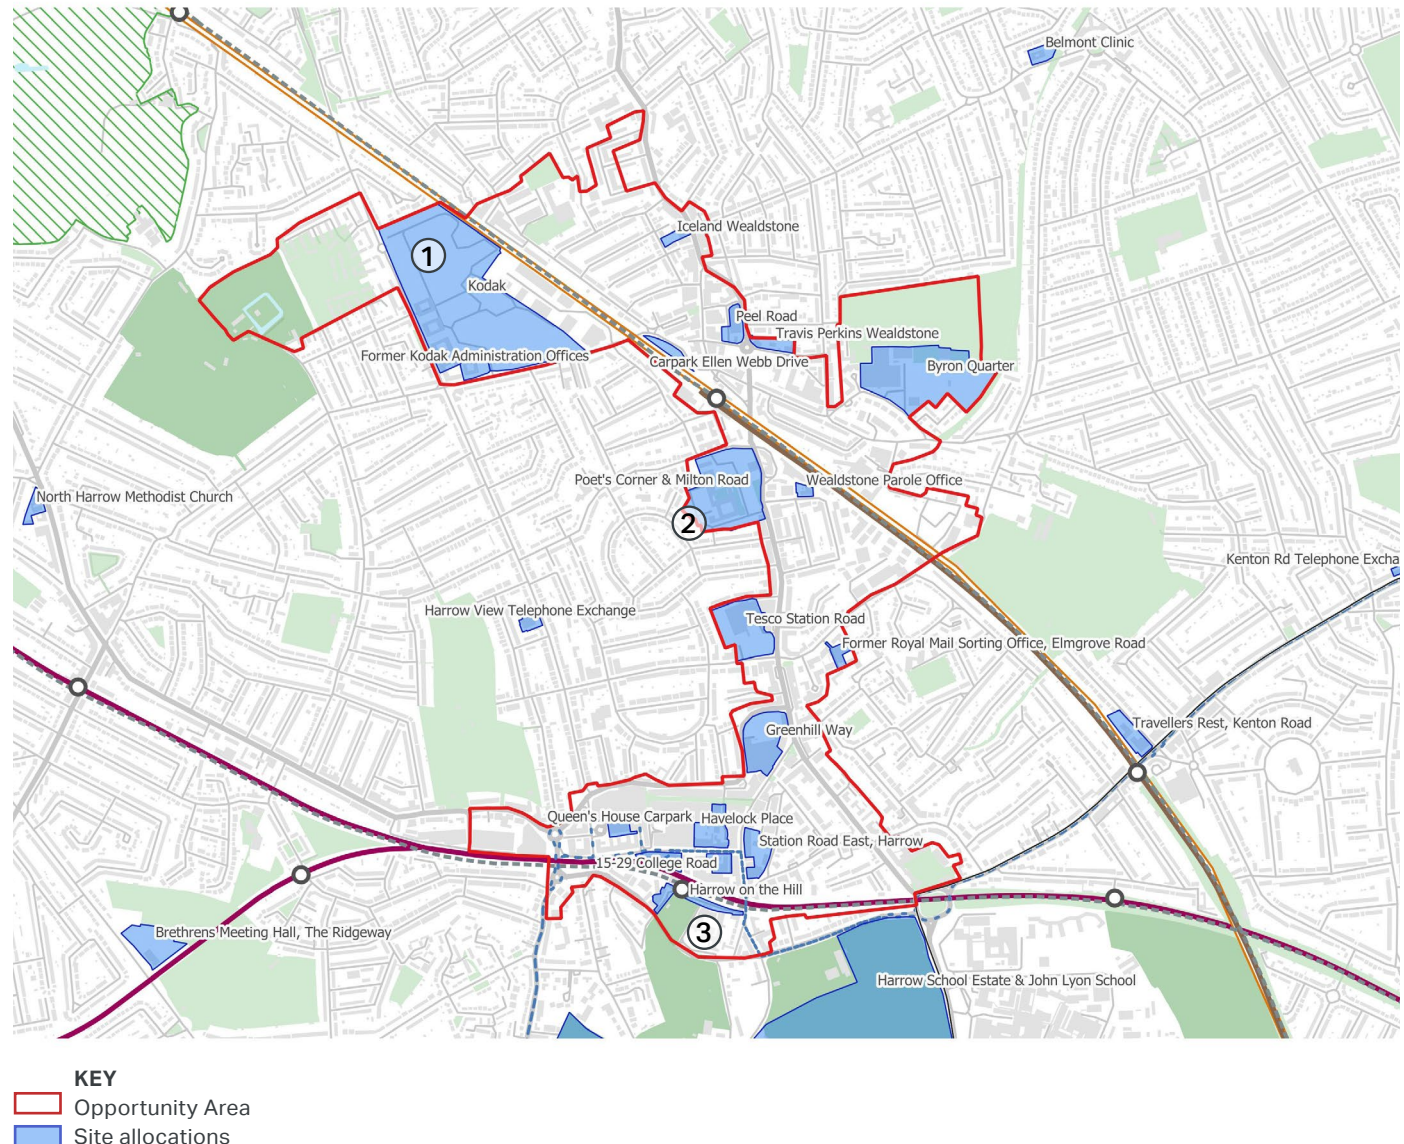 Belmont Clinic
Iceland Wealdstone
1
Kodak
Peel Road
Travis Perkins Wealdstone
Former Kodak Administration Offices
Carpark Ellen Webb Drive
Byron Quarter
Poet's Corner & Milton Road
Wealdstone Parole Office
North Harrow Methodist Church
2
Kenton Rd Telephone Excha
Harrow View Telephone Exchange
Tesco Station Road
Former Royal Mail Sorting Office, Elmgrove Road
Travellers Rest, Kenton Road
Greenhill Way
Queen's House Carpark
Havelock Place
Station Road East, Harrow
15-29 College Road
Harrow on the Hill
3
Brethrens Meeting Hall, The Ridgeway
Harrow School Estate & John Lyon School
KEY
Opportunity Area
Site allocations